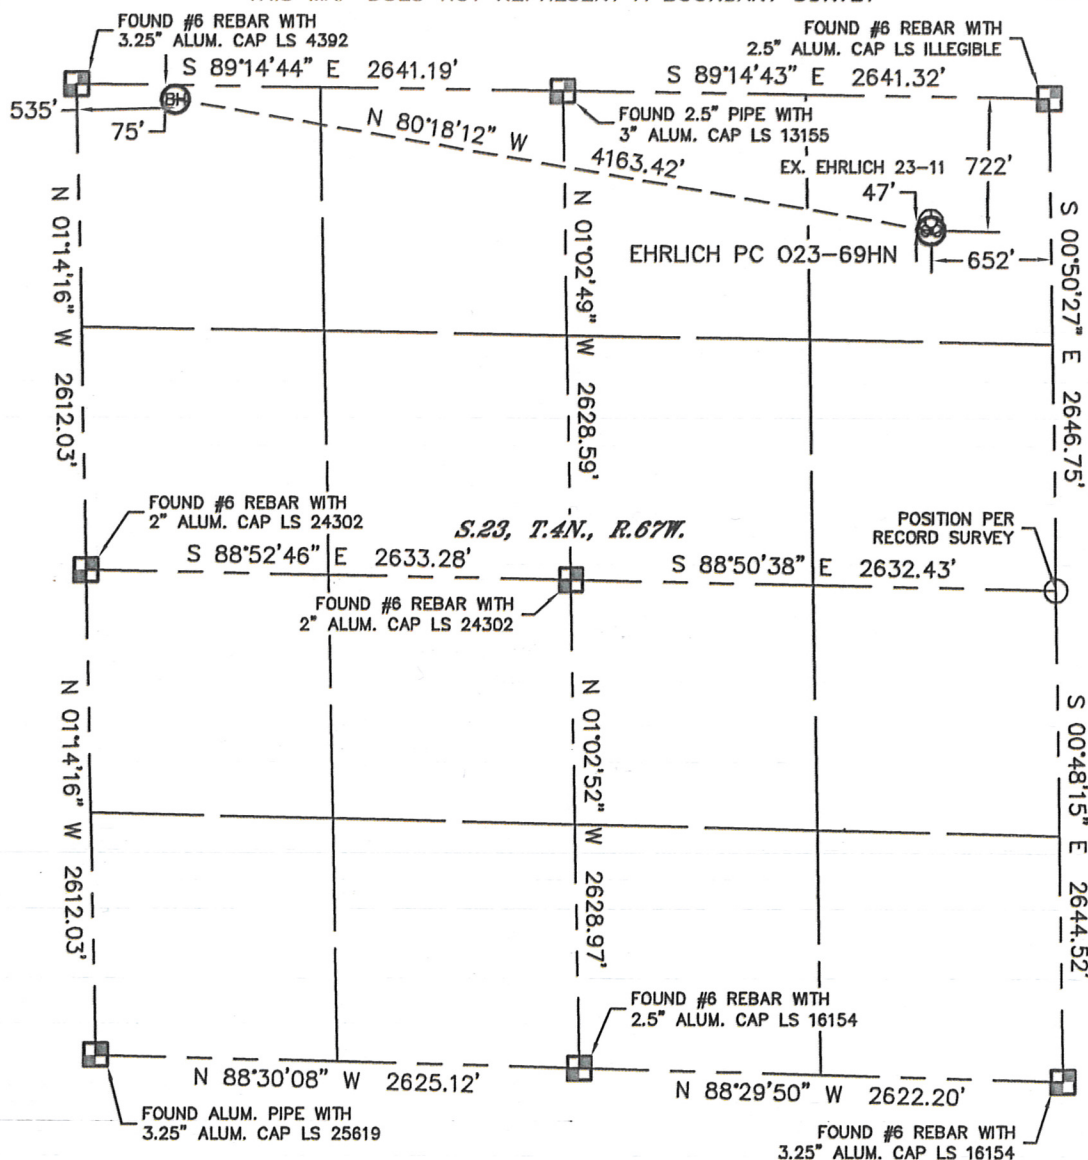 FOUND #6 REBAR WITH
3.25" ALUM. CAP LS 4392
FOUND #6 REBAR WITH
2.5" ALUM. CAP LS ILLEGIBLE
S 89°14'44" E 2641.19'
S 89°14'43" E 2641.32'
535'
75'
BH
N 80°18'12" W
4163.42'
FOUND 2.5" PIPE WITH
3" ALUM. CAP LS 13155
EX. EHRLICH 23-11
722'
47'
EHRLICH PC O23-69HN
652'
N 01°14'16" W 2612.03'
N 01°02'49" W 2628.59'
S 00°50'27" E 2646.75'
FOUND #6 REBAR WITH
2" ALUM. CAP LS 24302
S.23, T.4N., R.67W.
POSITION PER
RECORD SURVEY
S 88°52'46" E 2633.28'
S 88°50'38" E 2632.43'
FOUND #6 REBAR WITH
2" ALUM. CAP LS 24302
N 01°14'16" W 2612.03'
N 01°02'52" W 2628.97'
S 00°48'15" E 2644.52'
FOUND #6 REBAR WITH
2.5" ALUM. CAP LS 16154
N 88°30'08" W 2625.12'
N 88°29'50" W 2622.20'
FOUND ALUM. PIPE WITH
3.25" ALUM. CAP LS 25619
FOUND #6 REBAR WITH
3.25" ALUM. CAP LS 16154